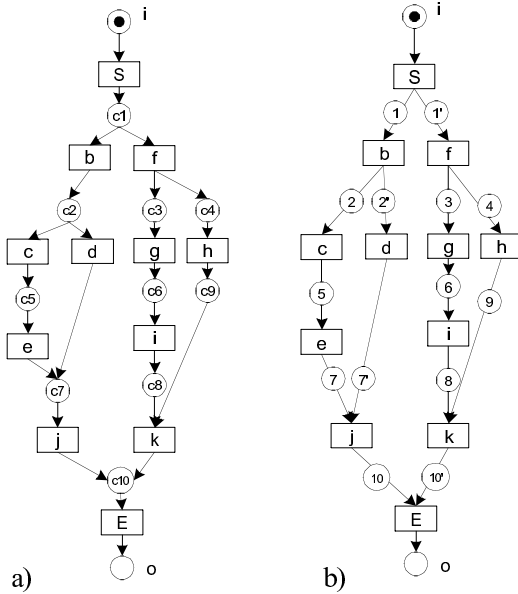 i
S
c1
b f
c2 c3 c4
c d g h
c5 c6 c9
e i
c7 c8
j k
c10
E
o
a)
i
S
1 1'
b f
2 2' 3 4
c d g h
5 6 9
e i
7 7' 8
j k
10 10'
E
o
b)